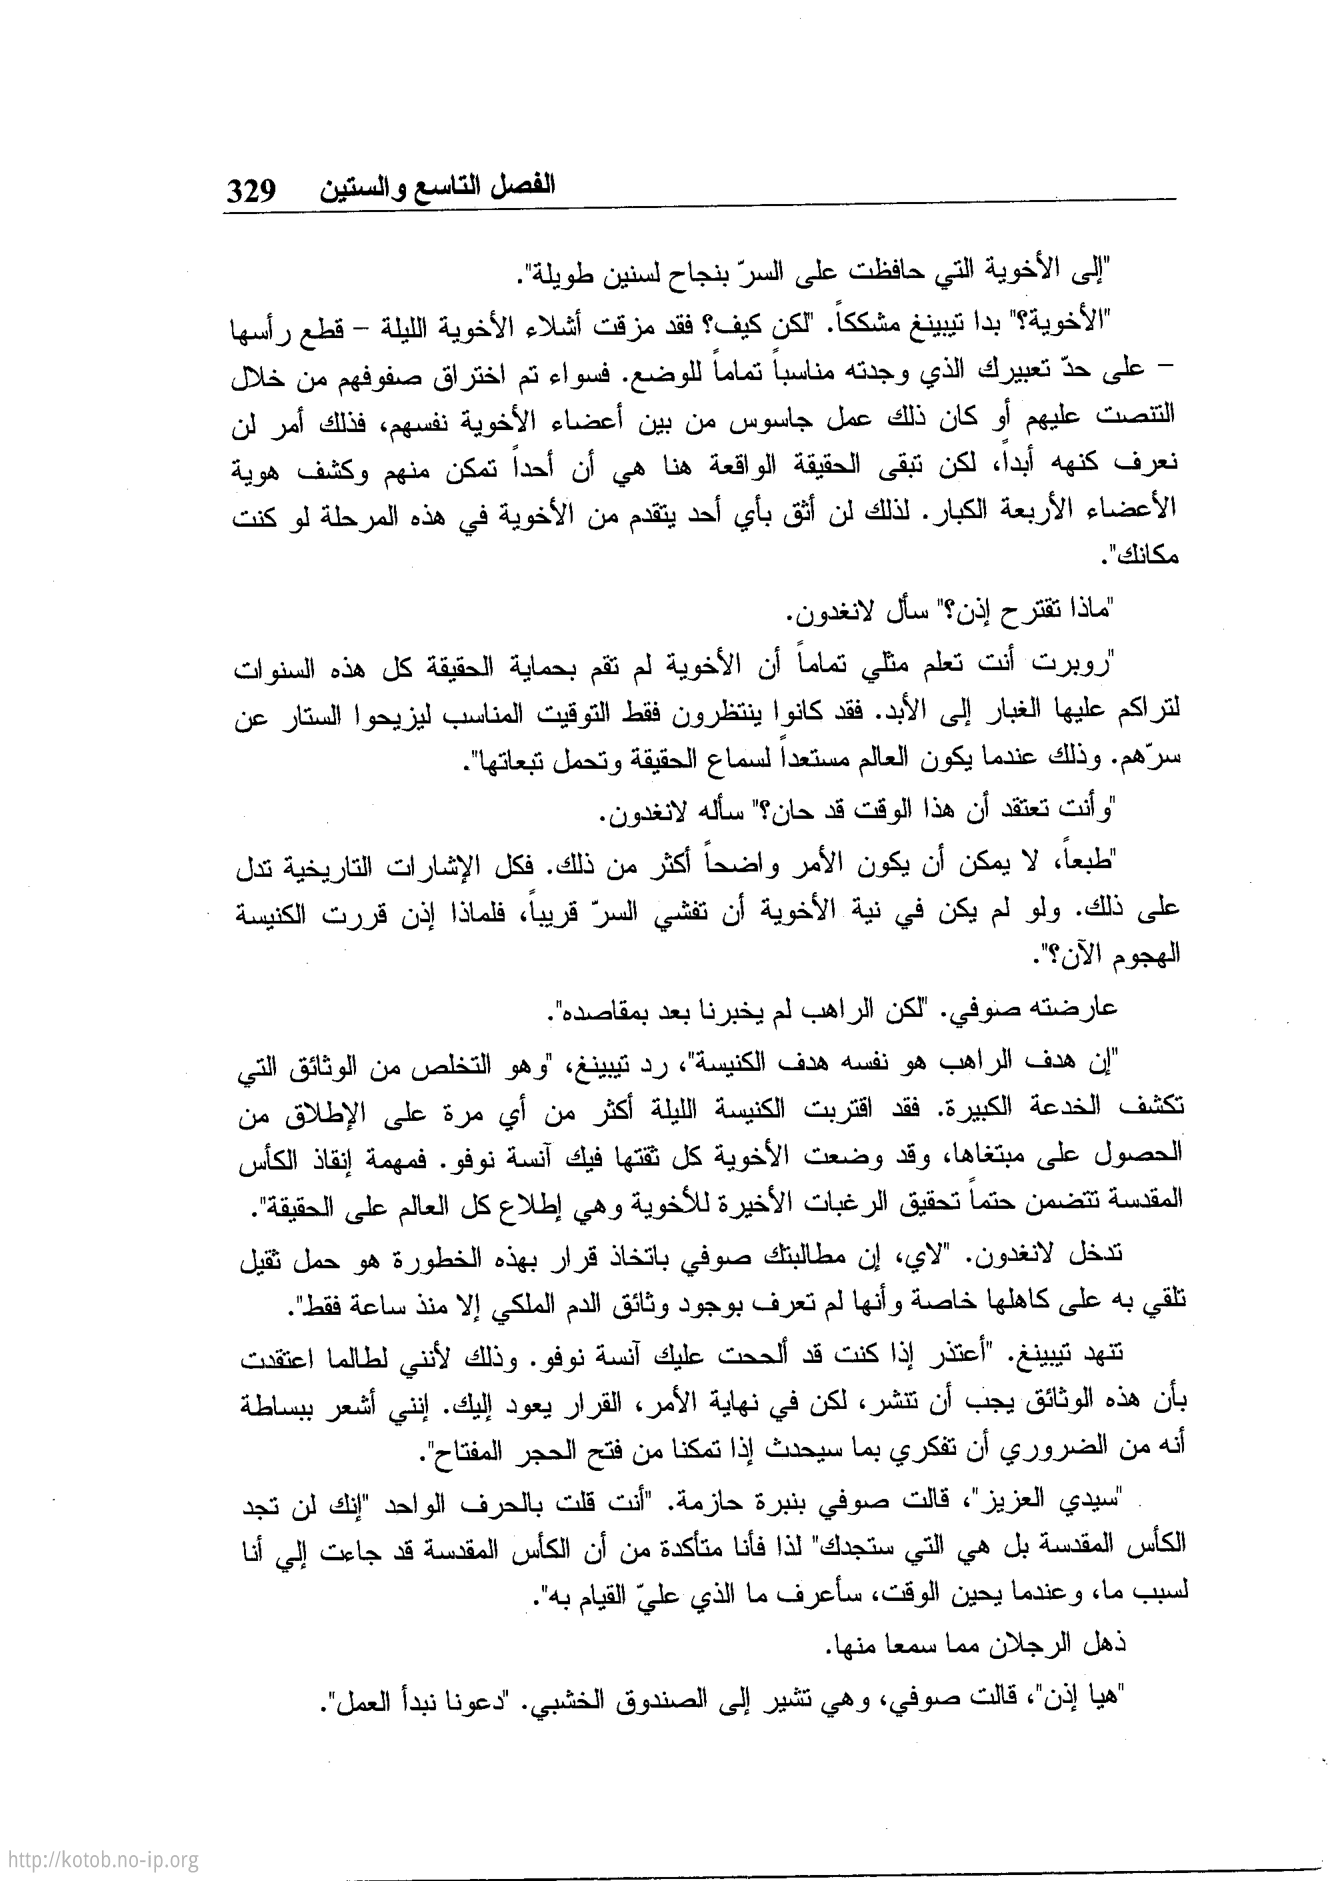 الفصل التاسع والستين 329
"إلى الأخوية التي حافظت على السرّ بنجاح لسنين طويلة".
"الأخوية؟" بدا تيبينغ مشككاً. "لكن كيف؟ فقد مزقت أشلاء الأخوية الليلة – قطع رأسها
– على حدّ تعبيرك الذي وجدته مناسباً تماماً للوضع. فسواء تم اختراق صفوفهم من خلال
التنصت عليهم أو كان ذلك عمل جاسوس من بين أعضاء الأخوية نفسهم، فذلك أمر لن
نعرف كنهه أبداً، لكن تبقى الحقيقة الواقعة هنا هي أن أحداً تمكن منهم وكشف هوية
الأعضاء الأربعة الكبار. لذلك لن أثق بأي أحد يتقدم من الأخوية في هذه المرحلة لو كنت
مكانك".
"ماذا تقترح إذن؟" سأل لانغدون.
"روبرت أنت تعلم مثلي تماماً أن الأخوية لم تقم بحماية الحقيقة كل هذه السنوات
لتراكم عليها الغبار إلى الأبد. فقد كانوا ينتظرون فقط التوقيت المناسب ليزيحوا الستار عن
سرّهم. وذلك عندما يكون العالم مستعداً لسماع الحقيقة وتحمل تبعاتها".
"وأنت تعتقد أن هذا الوقت قد حان؟" سأله لانغدون.
"طبعاً، لا يمكن أن يكون الأمر واضحاً أكثر من ذلك. فكل الإشارات التاريخية تدل
على ذلك. ولو لم يكن في نية الأخوية أن تفشي السرّ قريباً، فلماذا إذن قررت الكنيسة
الهجوم الآن؟".
عارضته صوفي. "لكن الراهب لم يخبرنا بعد بمقاصده".
"إن هدف الراهب هو نفسه هدف الكنيسة"، رد تيبينغ، "وهو التخلص من الوثائق التي
تكشف الخدعة الكبيرة. فقد اقتربت الكنيسة الليلة أكثر من أي مرة على الإطلاق من
الحصول على مبتغاها، وقد وضعت الأخوية كل ثقتها فيك آنسة نوفو. فمهمة إنقاذ الكأس
المقدسة تتضمن حتماً تحقيق الرغبات الأخيرة للأخوية وهي إطلاع كل العالم على الحقيقة".
تدخل لانغدون. "لاي، إن مطالبتك صوفي باتخاذ قرار بهذه الخطورة هو حمل ثقيل
تلقي به على كاهلها خاصة وأنها لم تعرف بوجود وثائق الدم الملكي إلا منذ ساعة فقط".
تنهد تيبينغ. "أعتذر إذا كنت قد ألححت عليك آنسة نوفو. وذلك لأنني لطالما اعتقدت
بأن هذه الوثائق يجب أن تنشر، لكن في نهاية الأمر، القرار يعود إليك. إنني أشعر ببساطة
أنه من الضروري أن تفكري بما سيحدث إذا تمكنا من فتح الحجر المفتاح".
"سيدي العزيز"، قالت صوفي بنبرة حازمة. "أنت قلت بالحرف الواحد "إنك لن تجد
الكأس المقدسة بل هي التي ستجدك" لذا فأنا متأكدة من أن الكأس المقدسة قد جاءت إلي أنا
لسبب ما، وعندما يحين الوقت، سأعرف ما الذي عليّ القيام به".
ذهل الرجلان مما سمعا منها.
"هيا إذن"، قالت صوفي، وهي تشير إلى الصندوق الخشبي. "دعونا نبدأ العمل".
http://kotob.no-ip.org